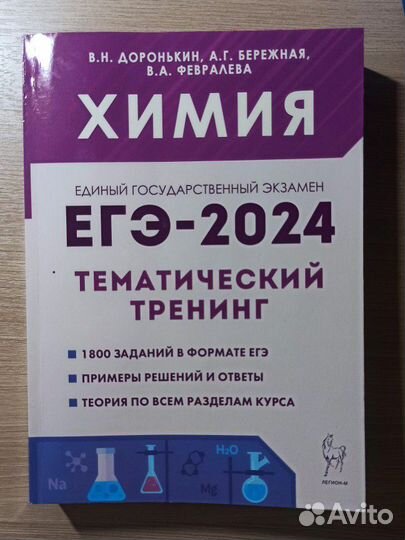 В.Н. ДОРОНЬКИН, А.Г. БЕРЕЖНАЯ,
В.А. ФЕВРАЛЕВА
ХИМИЯ
ЕДИНЫЙ ГОСУДАРСТВЕННЫЙ ЭКЗАМЕН
ЕГЭ-2024
ТЕМАТИЧЕСКИЙ
ТРЕНИНГ
1800 ЗАДАНИЙ В ФОРМАТЕ ЕГЭ
ПРИМЕРЫ РЕШЕНИЙ И ОТВЕТЫ
ТЕОРИЯ ПО ВСЕМ РАЗДЕЛАМ КУРСА
H₂O
Na
Mg
ЛЕГИОН-М
Avito